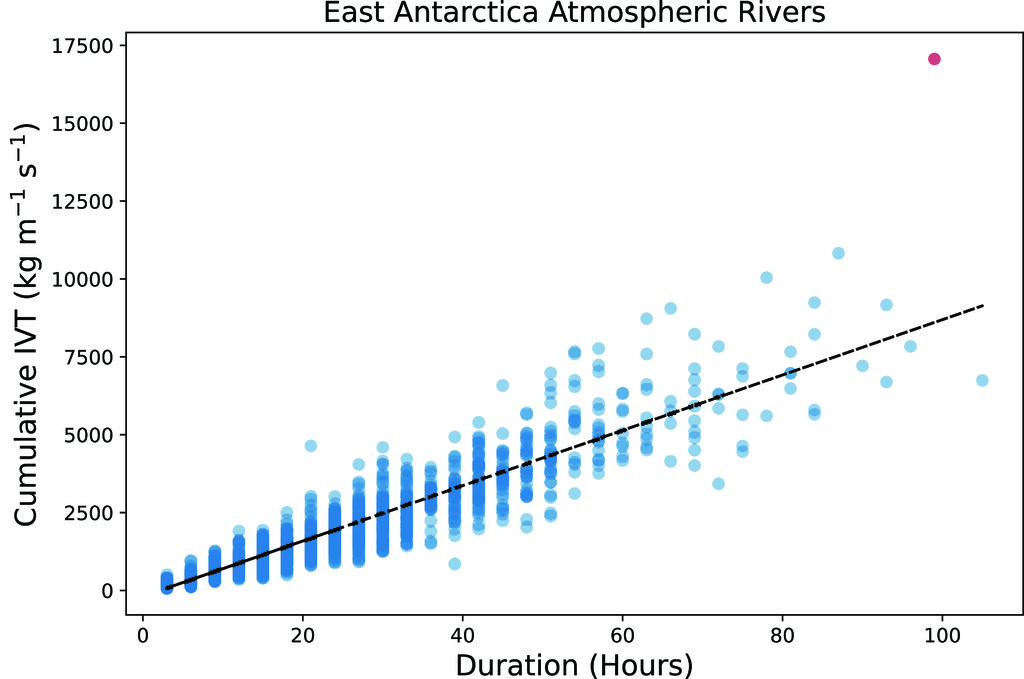 East Antarctica Atmospheric Rivers
Cumulative IVT (kg m⁻¹ s⁻¹)
17500
15000
12500
10000
7500
5000
2500
0
0 20 40 60 80 100
Duration (Hours)